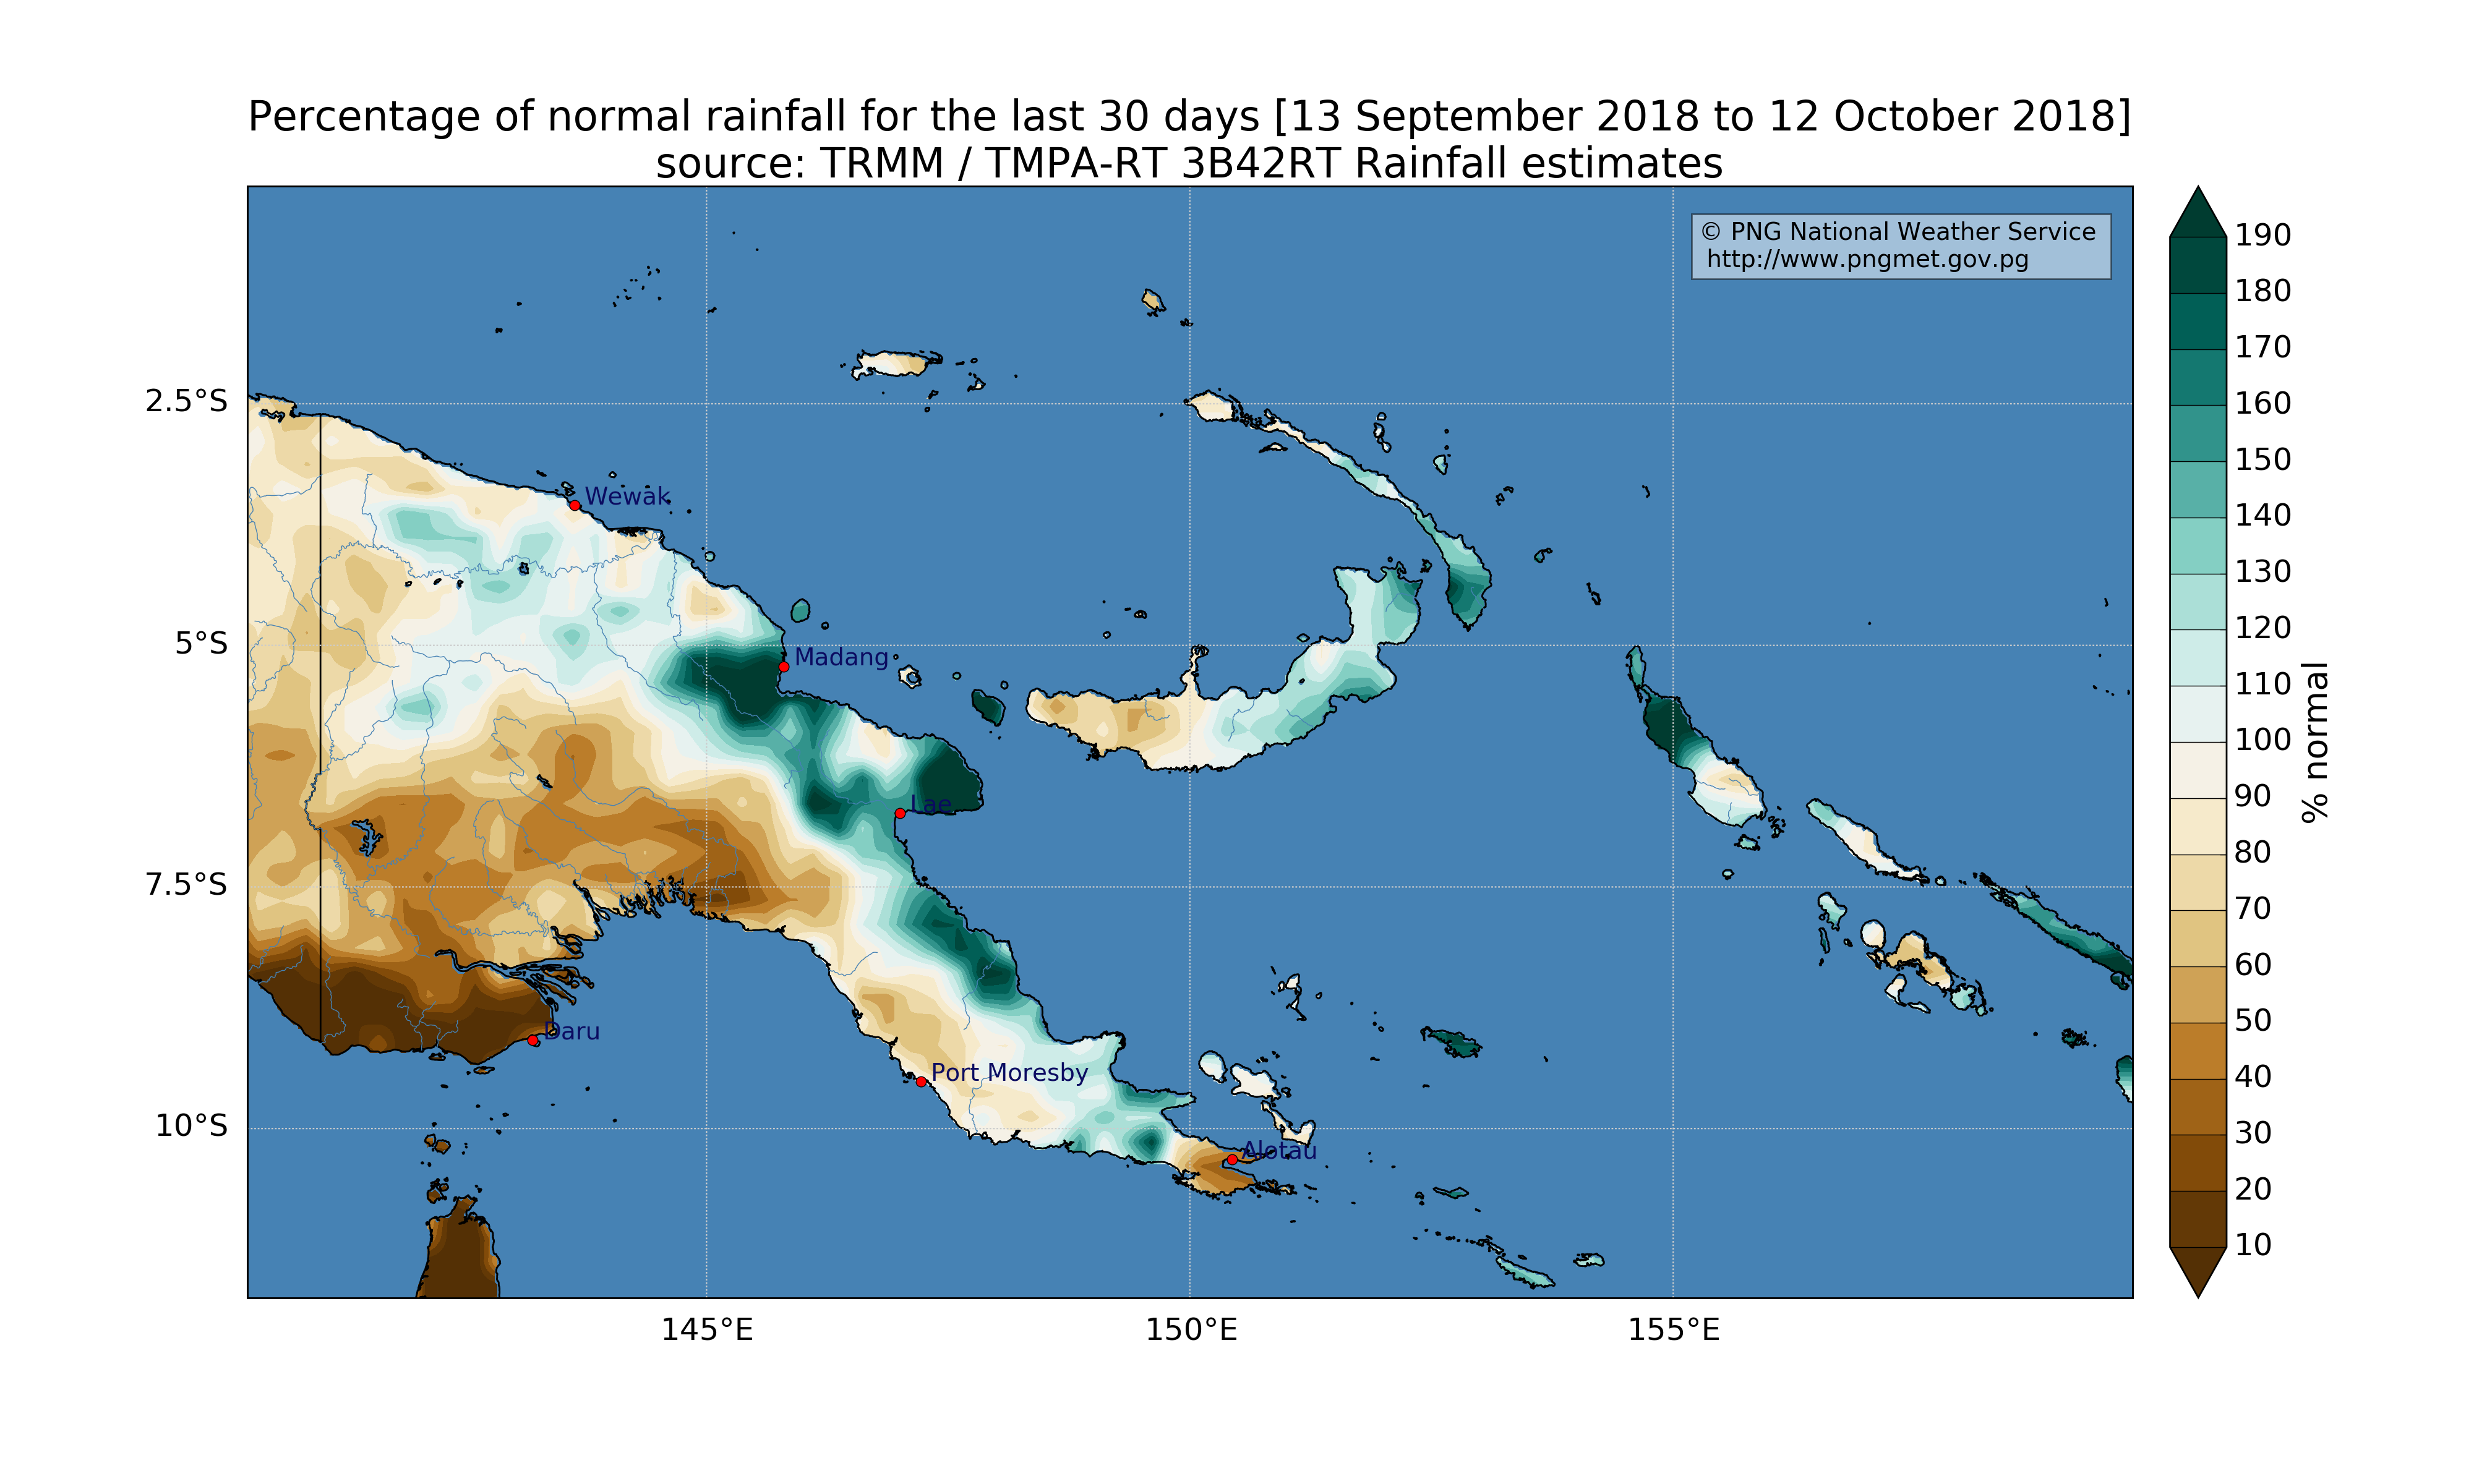 Percentage of normal rainfall for the last 30 days [13 September 2018 to 12 October 2018]
source: TRMM / TMPA-RT 3B42RT Rainfall estimates
© PNG National Weather Service
http://www.pngmet.gov.pg
2.5°S
5°S
7.5°S
10°S
Wewak
Madang
Lae
Daru
Port Moresby
Alotau
145°E
150°E
155°E
190
180
170
160
150
140
130
120
110
100
90
80
70
60
50
40
30
20
10
% normal